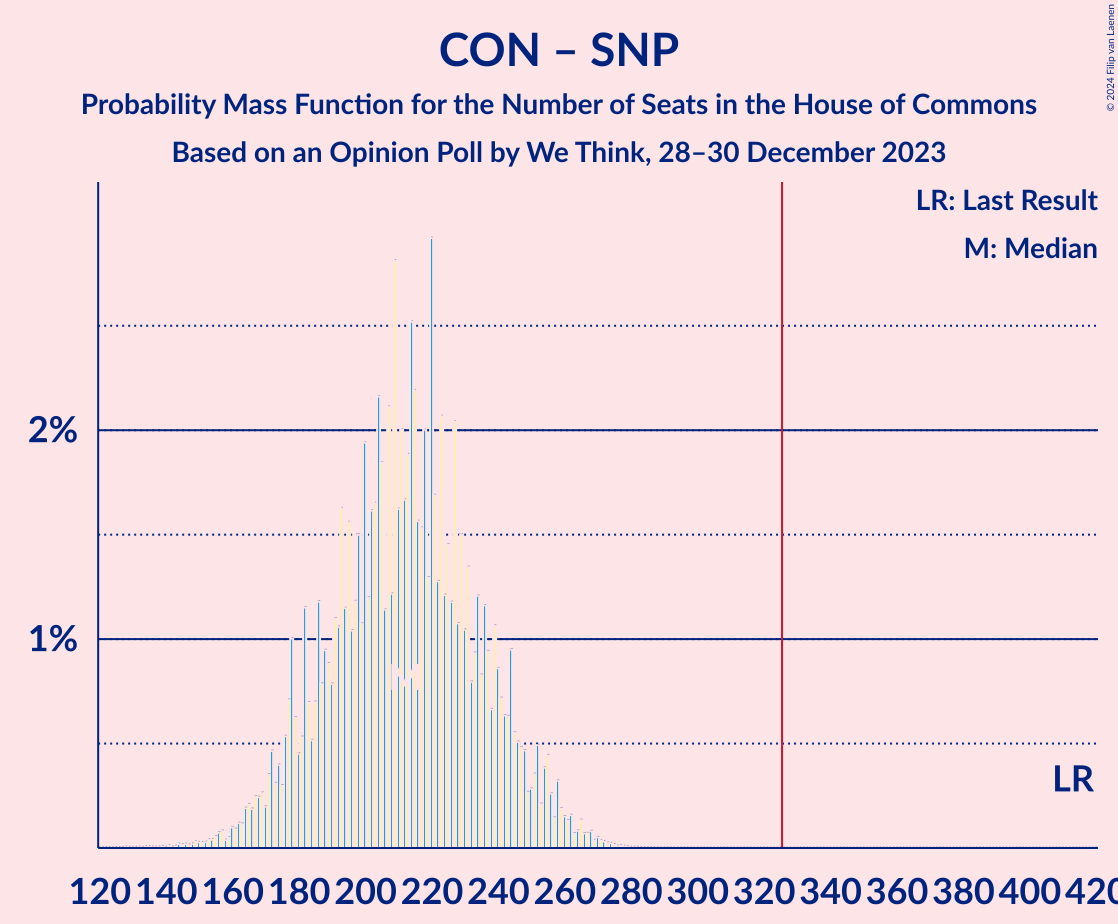 CON – SNP
Probability Mass Function for the Number of Seats in the House of Commons
Based on an Opinion Poll by We Think, 28–30 December 2023
© 2024 Filip van Laenen
LR: Last Result
M: Median
2%
1%
LR
120 140 160 180 200 220 240 260 280 300 320 340 360 380 400 420